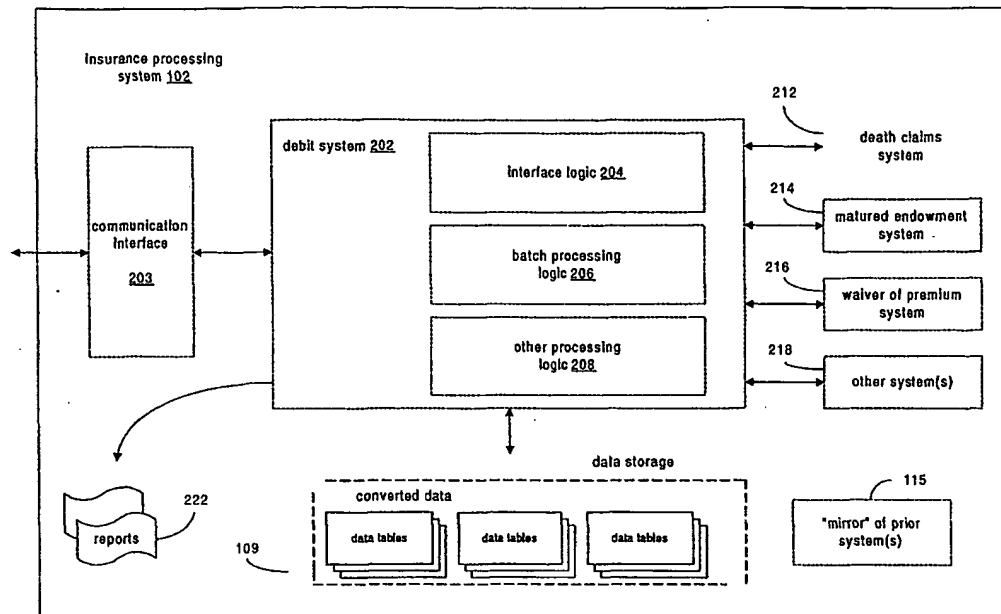 insurance processing
system 102
communication
interface
203
debit system 202
interface logic 204
batch processing
logic 206
other processing
logic 208
212
death claims
system
214
matured endowment
system
216
waiver of premium
system
218
other system(s)
reports
222
data storage
converted data
data tables
data tables
data tables
109
115
"mirror" of prior
system(s)